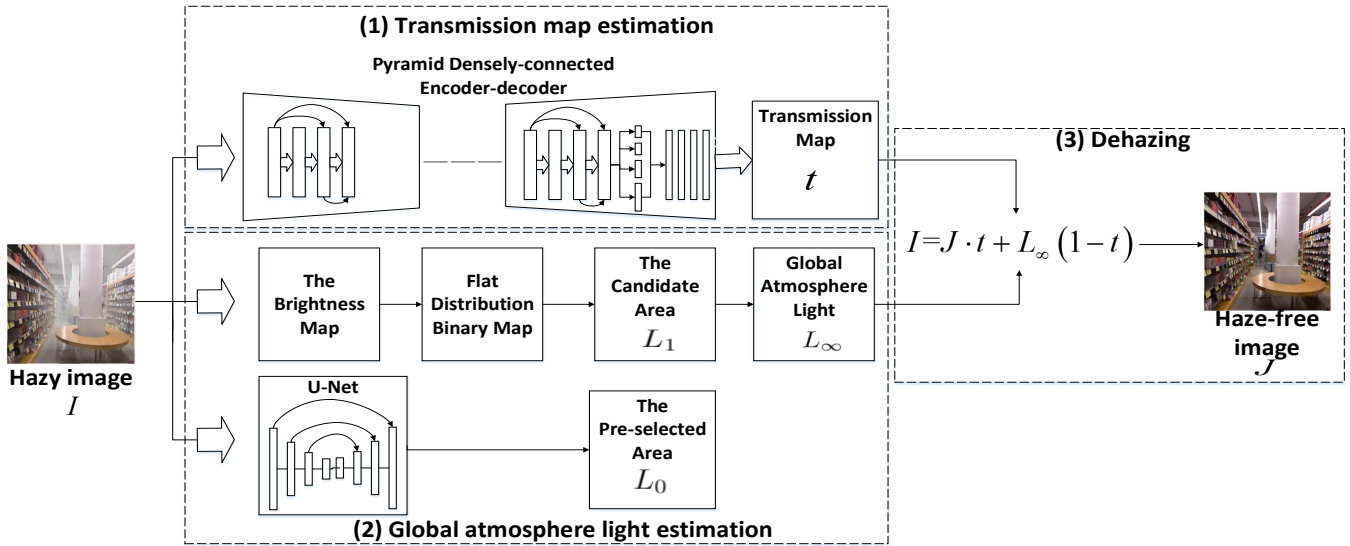 (1) Transmission map estimation
Pyramid Densely-connected
Encoder-decoder
Transmission
Map
t
Hazy image
I
The
Brightness
Map
Flat
Distribution
Binary Map
The
Candidate
Area
L₁
Global
Atmosphere
Light
L∞
U-Net
The
Pre-selected
Area
L₀
(2) Global atmosphere light estimation
(3) Dehazing
I=J·t+L∞(1−t)
Haze-free
image
J